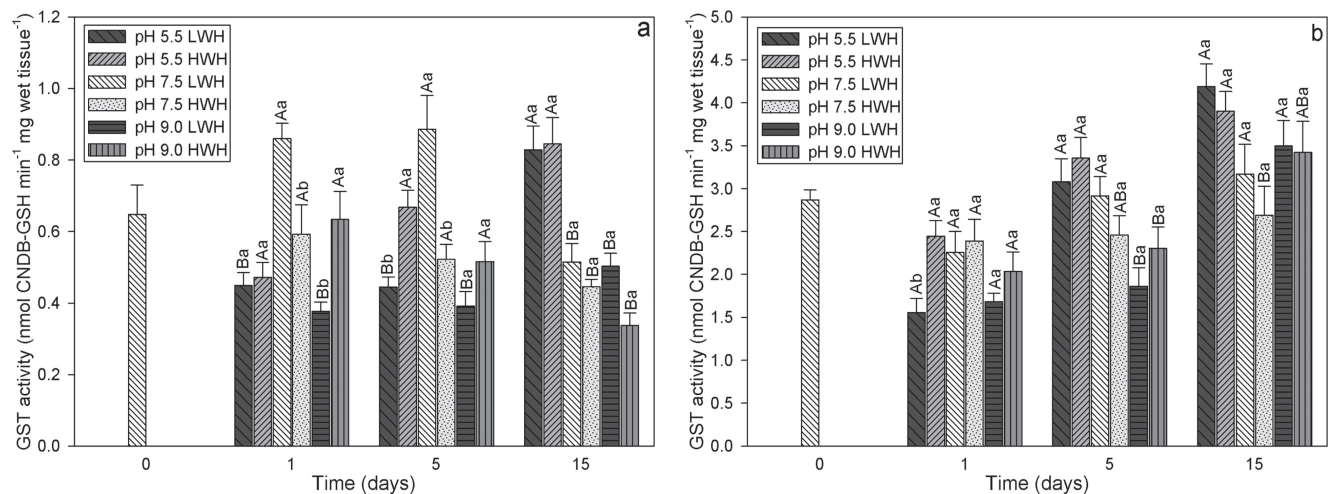 a
GST activity (nmol CNDB-GSH min⁻¹ mg wet tissue⁻¹)
1.2
1.0
0.8
0.6
0.4
0.2
0.0
pH 5.5 LWH
pH 5.5 HWH
pH 7.5 LWH
pH 7.5 HWH
pH 9.0 LWH
pH 9.0 HWH
Ba
Aa
Aa
Ab
Bb
Aa
Bb
Aa
Aa
Ab
Ba
Aa
Aa
Aa
Ba
Ba
Ba
Ba
0
1
5
15
Time (days)
b
GST activity (nmol CNDB-GSH min⁻¹ mg wet tissue⁻¹)
5.0
4.5
4.0
3.5
3.0
2.5
2.0
1.5
1.0
0.5
0.0
pH 5.5 LWH
pH 5.5 HWH
pH 7.5 LWH
pH 7.5 HWH
pH 9.0 LWH
pH 9.0 HWH
Ab
Aa
Aa
Aa
Aa
Aa
Aa
Aa
Aa
ABa
Ba
Ba
Aa
Aa
Aa
Ba
Aa
ABa
0
1
5
15
Time (days)